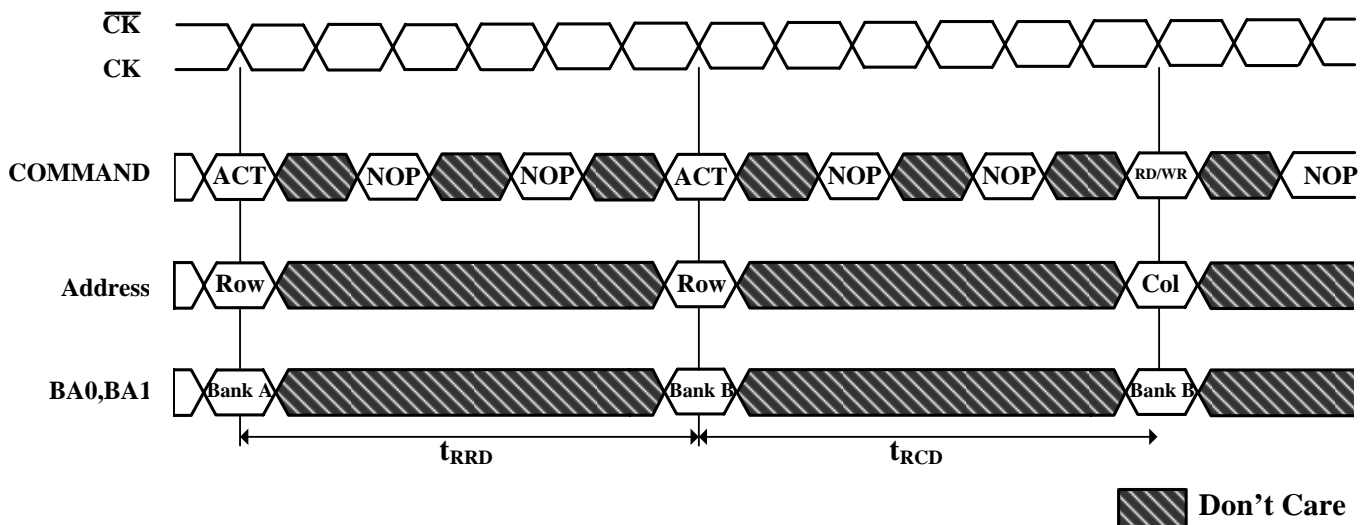 CK
CK
COMMAND ACT NOP NOP ACT NOP NOP RD/WR NOP
Address Row Row Col
BA0,BA1 Bank A Bank B Bank B
tRRD tRCD
Don't Care